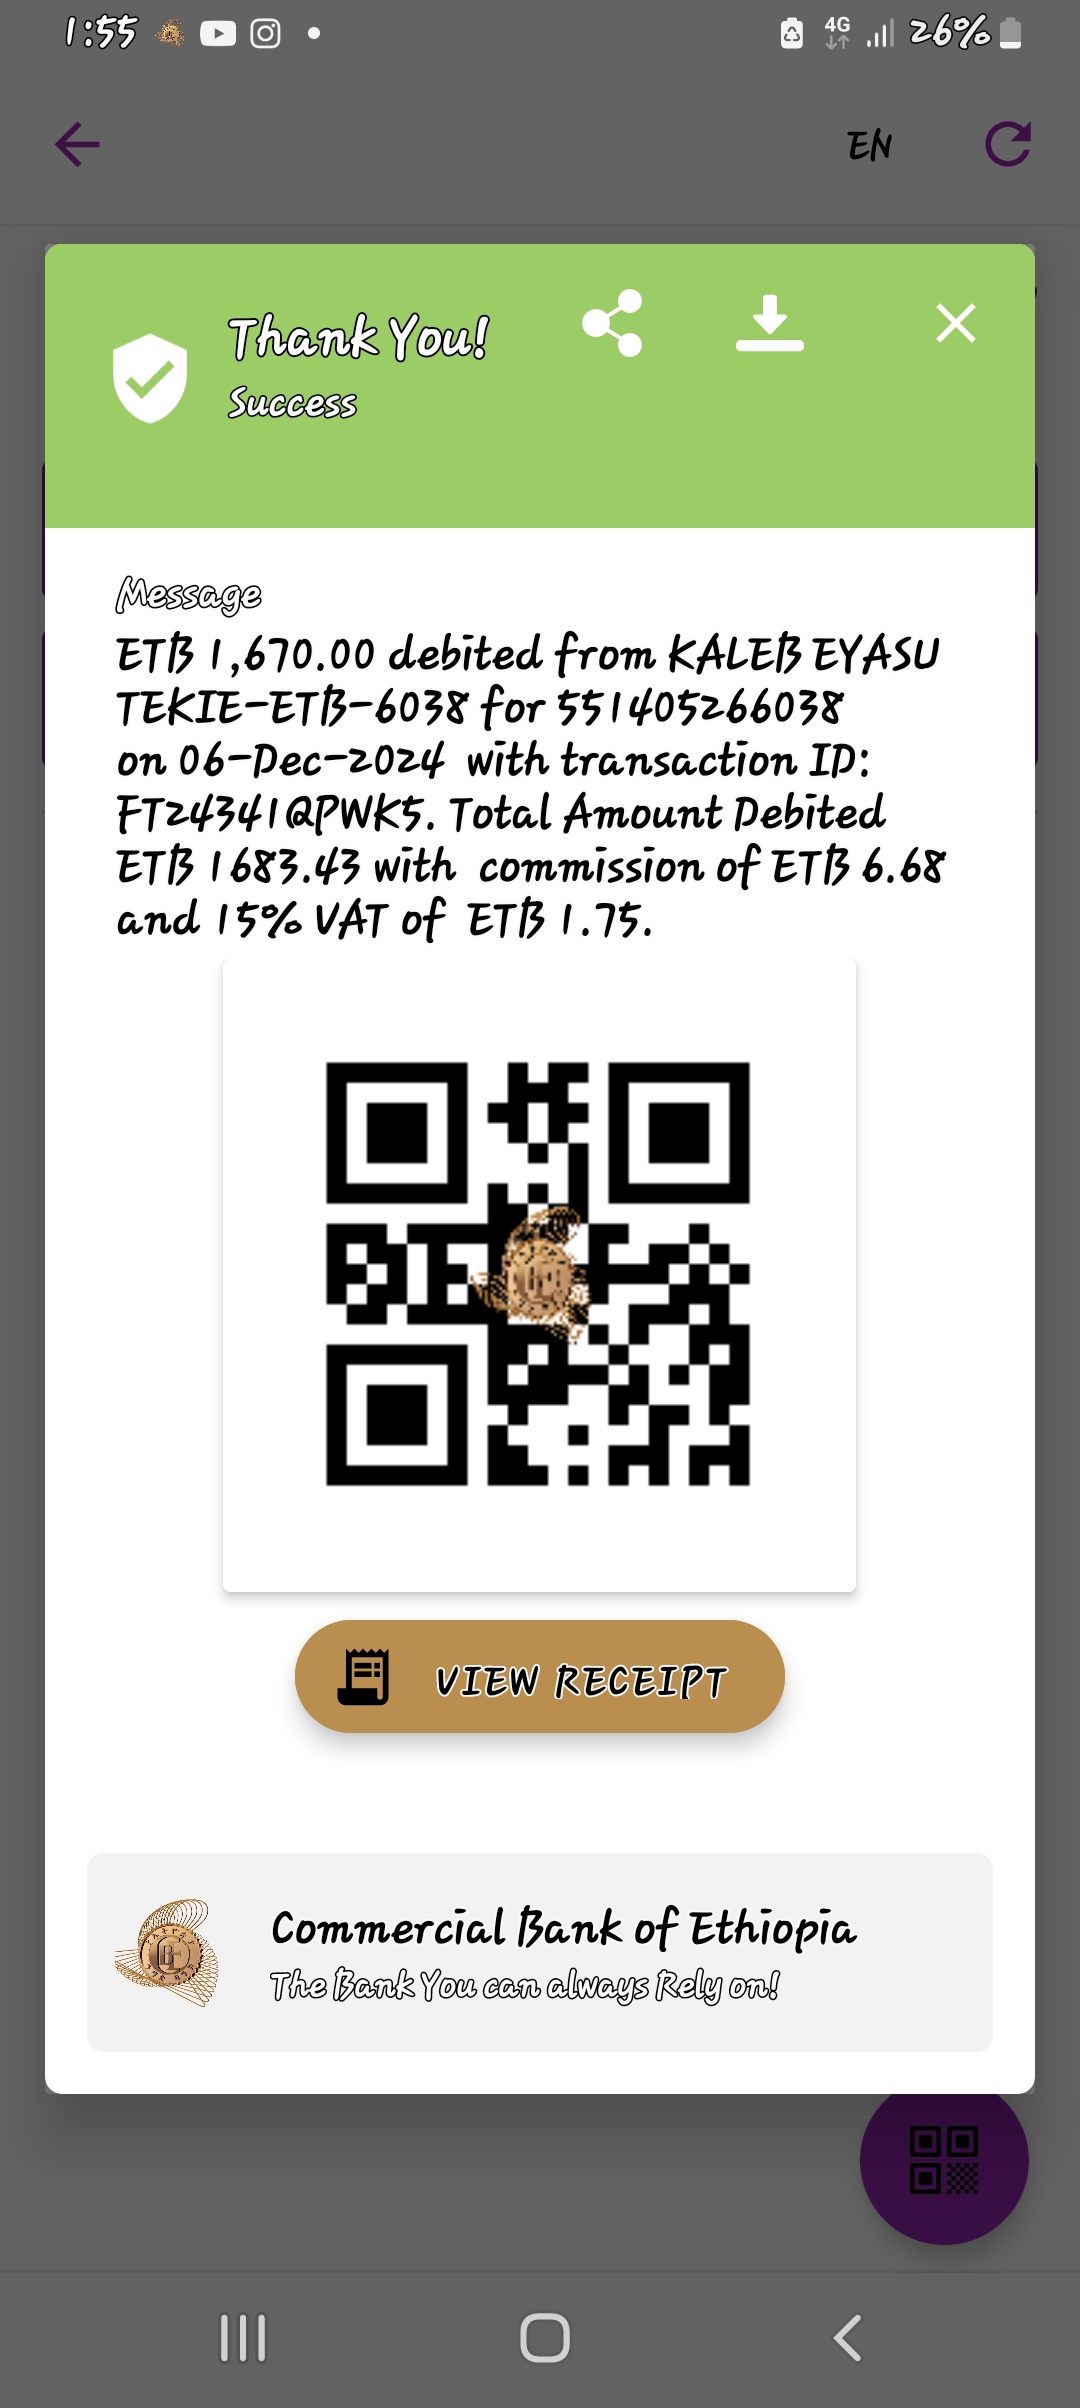 1:55
4G
26%
EN
Thank You!
Success
Message
ETB 1,670.00 debited from KALEB EYASU
TEKIE-ETB-6038 for 551405266038
on 06-Dec-2024 with transaction ID:
FT24341QPWK5. Total Amount Debited
ETB 1683.43 with commission of ETB 6.68
and 15% VAT of ETB 1.75.
VIEW RECEIPT
Commercial Bank of Ethiopia
The Bank You can always Rely on!